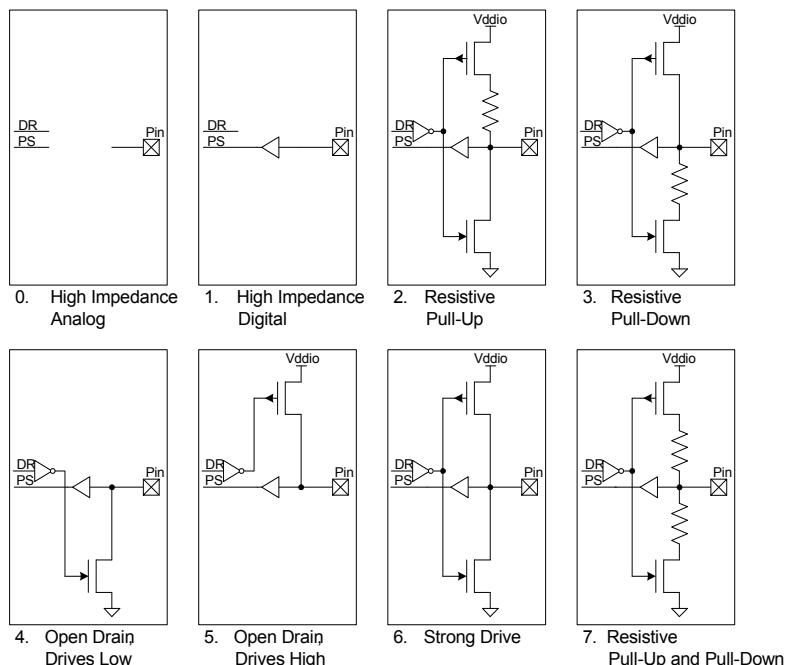 Vddio
Vddio
DR
PS
Pin
DR
PS
Pin
DR
PS
Pin
DR
PS
Pin
0. High Impedance
Analog
1. High Impedance
Digital
2. Resistive
Pull-Up
3. Resistive
Pull-Down
Vddio
Vddio
Vddio
DR
PS
Pin
DR
PS
Pin
DR
PS
Pin
DR
PS
Pin
4. Open Drain,
Drives Low
5. Open Drain,
Drives High
6. Strong Drive
7. Resistive
Pull-Up and Pull-Down